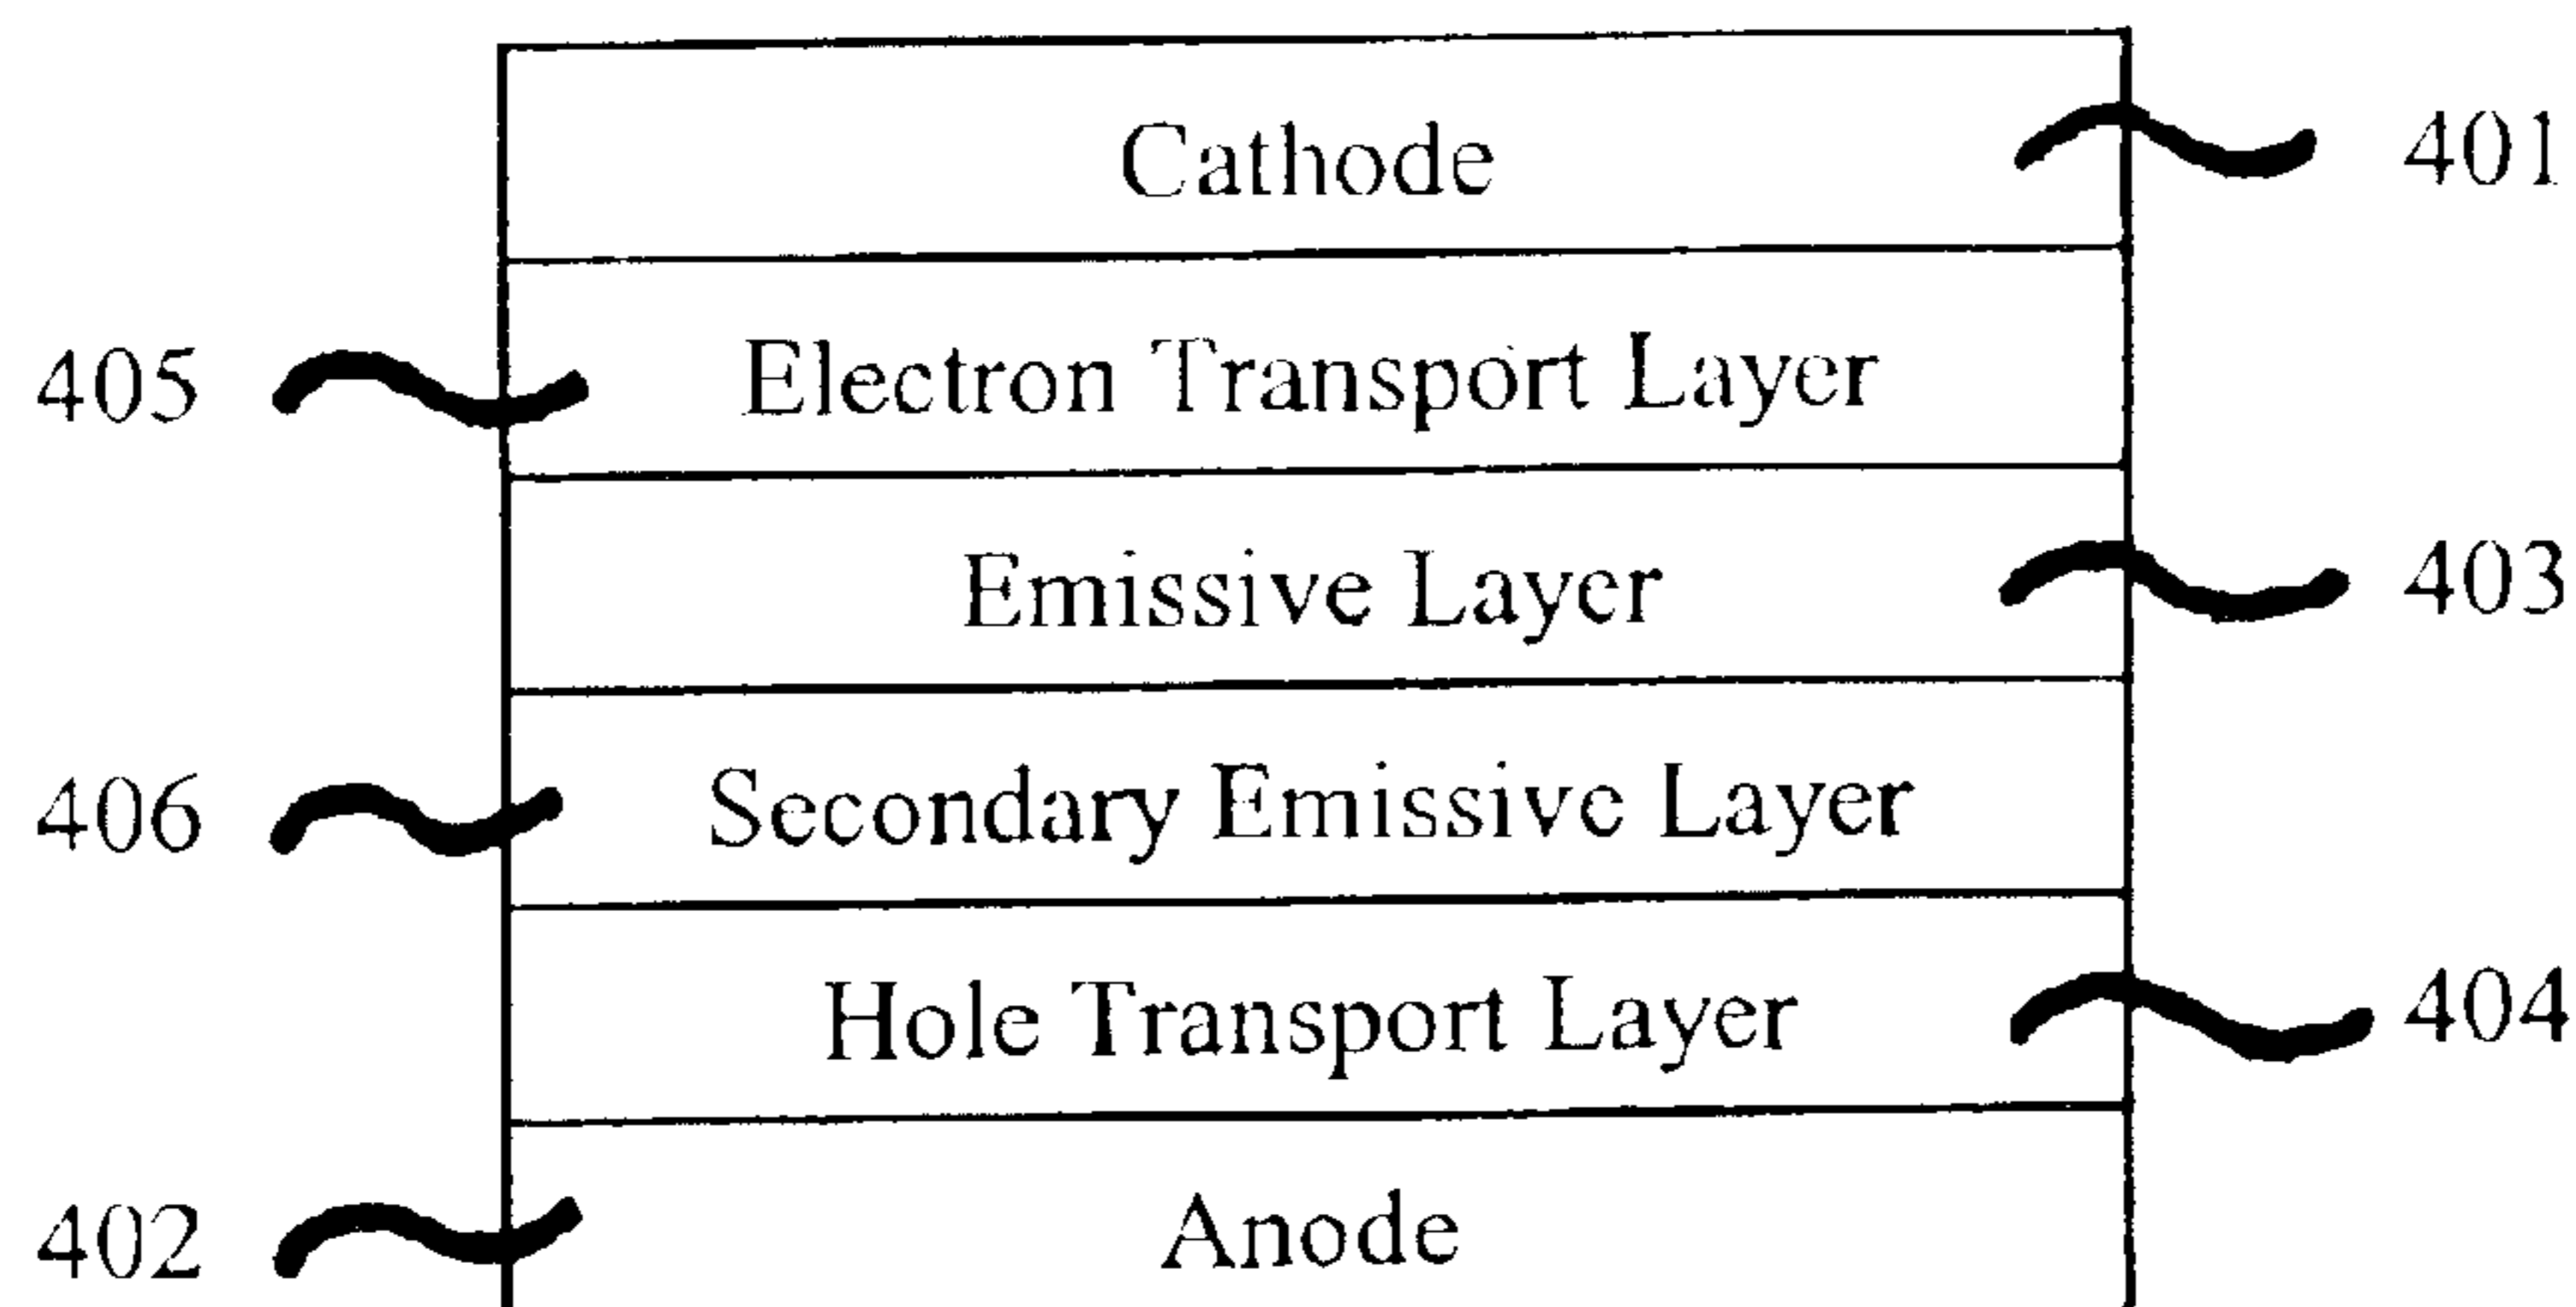 Cathode 401
405 Electron Transport Layer
Emissive Layer 403
406 Secondary Emissive Layer
Hole Transport Layer 404
402 Anode